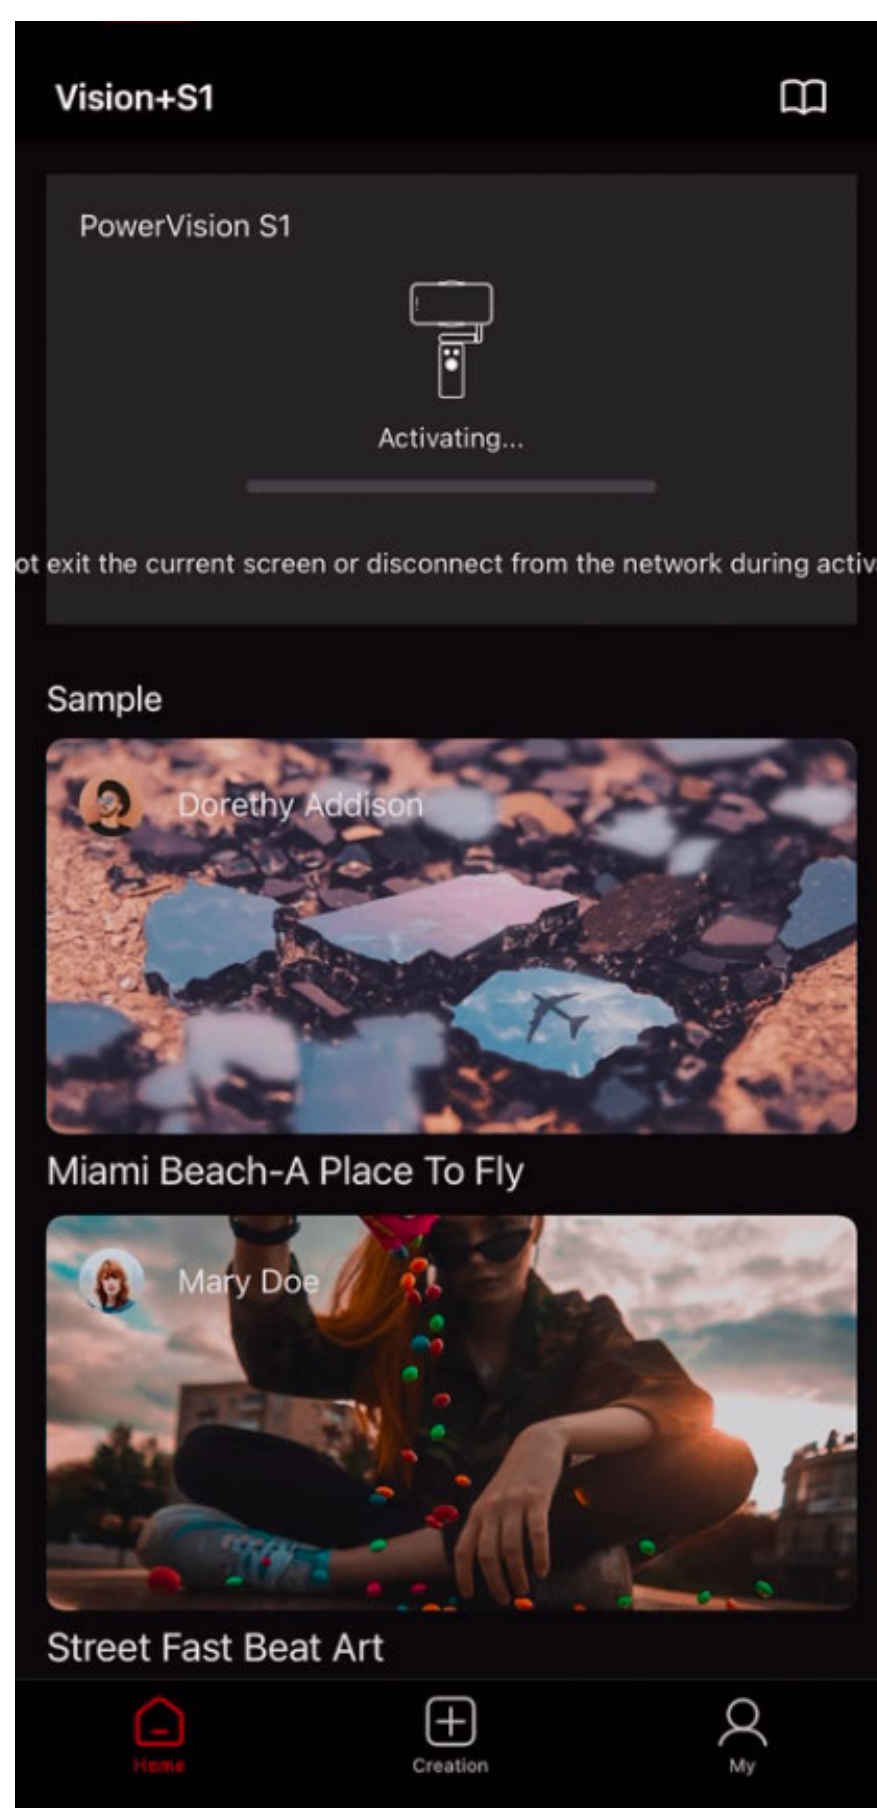 Vision+S1
PowerVision S1
Activating...
ot exit the current screen or disconnect from the network during activ
Sample
Dorethy Addison
Miami Beach-A Place To Fly
Mary Doe
Street Fast Beat Art
Home
Creation
My